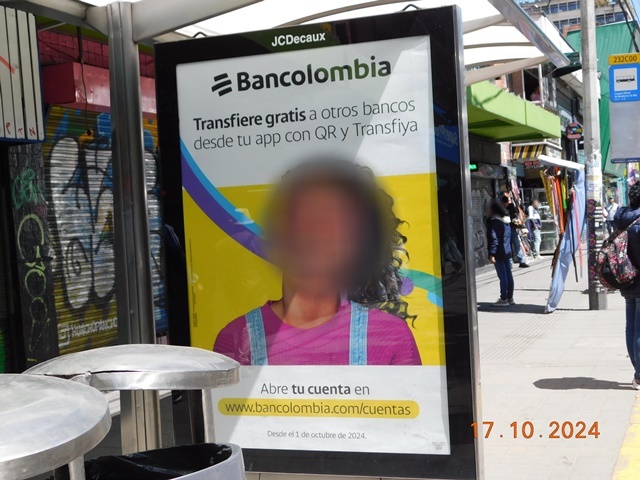 JCDecaux
Bancolombia
Transfiere gratis a otros bancos
desde tu app con QR y Transfiya
Abre tu cuenta en
www.bancolombia.com/cuentas
Desde el 1 de octubre de 2024.
232C00
17.10.2024